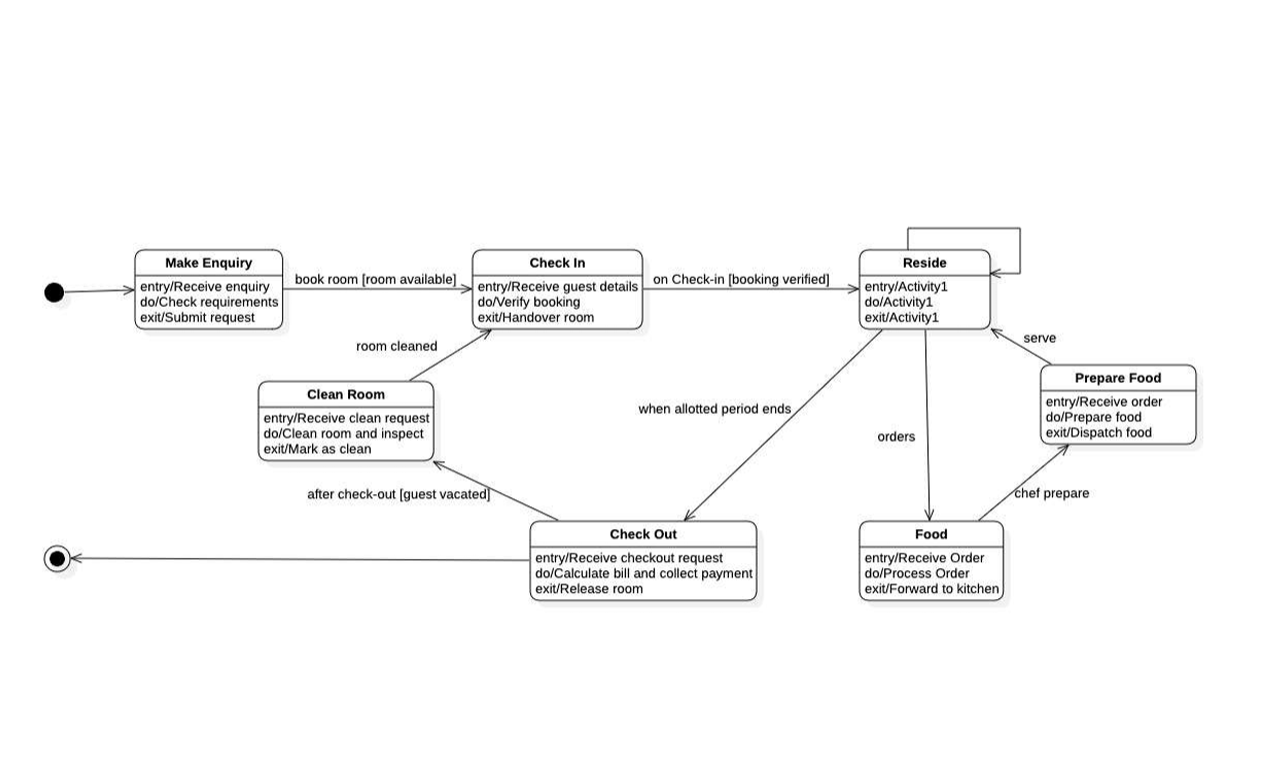 Make Enquiry
entry/Receive enquiry
do/Check requirements
exit/Submit request
book room [room available]
Check In
entry/Receive guest details
do/Verify booking
exit/Handover room
on Check-in [booking verified]
Reside
entry/Activity1
do/Activity1
exit/Activity1
room cleaned
serve
Clean Room
entry/Receive clean request
do/Clean room and inspect
exit/Mark as clean
when allotted period ends
Prepare Food
entry/Receive order
do/Prepare food
exit/Dispatch food
orders
after check-out [guest vacated]
chef prepare
Check Out
entry/Receive checkout request
do/Calculate bill and collect payment
exit/Release room
Food
entry/Receive Order
do/Process Order
exit/Forward to kitchen